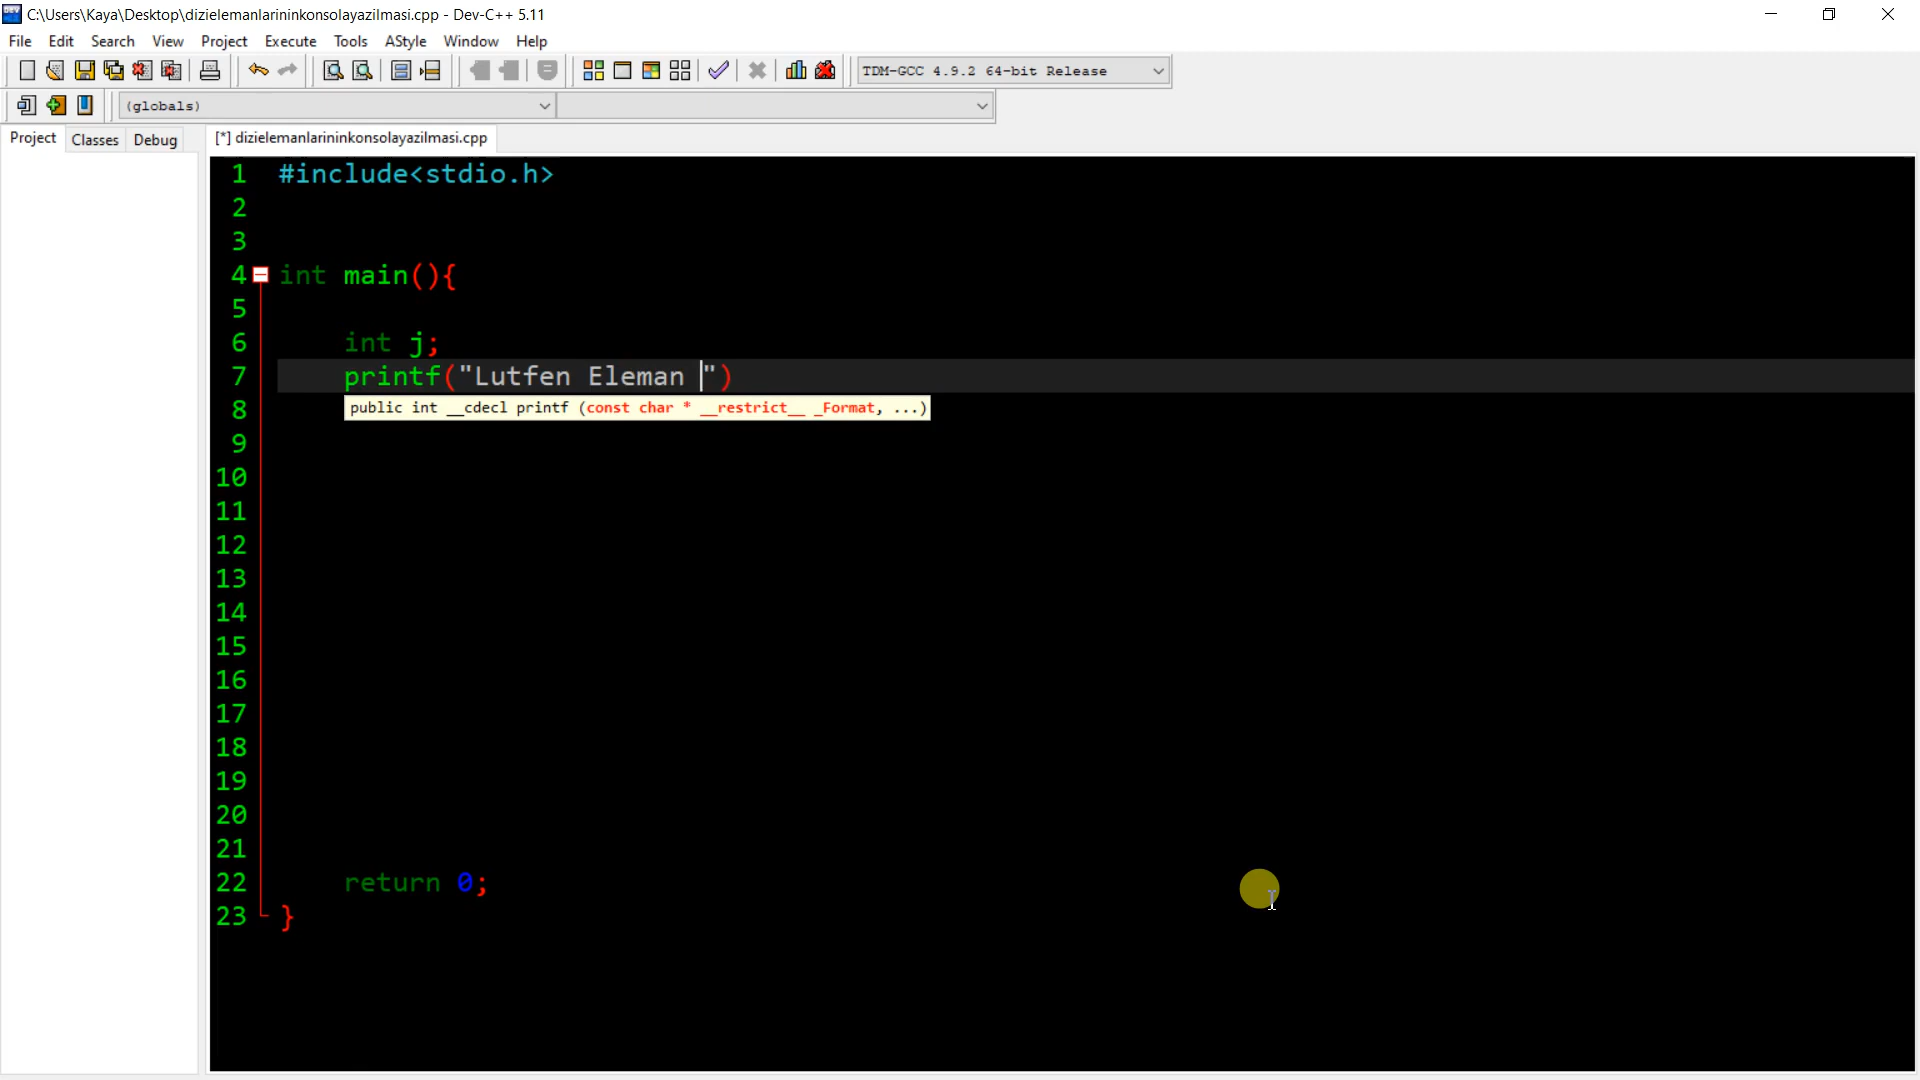 C:\Users\Kaya\Desktop\dizielemanlarininkonsolayazilmasi.cpp - Dev-C++ 5.11
File Edit Search View Project Execute Tools AStyle Window Help
TDM-GCC 4.9.2 64-bit Release
(globals)
Project Classes Debug [*] dizielemanlarininkonsolayazilmasi.cpp
1 #include<stdio.h>
2
3
4 int main(){
5
6 int j;
7 printf("Lutfen Eleman ")
8 public int __cdecl printf (const char * __restrict__ _Format, ...)
9
10
11
12
13
14
15
16
17
18
19
20
21
22 return 0;
23 }